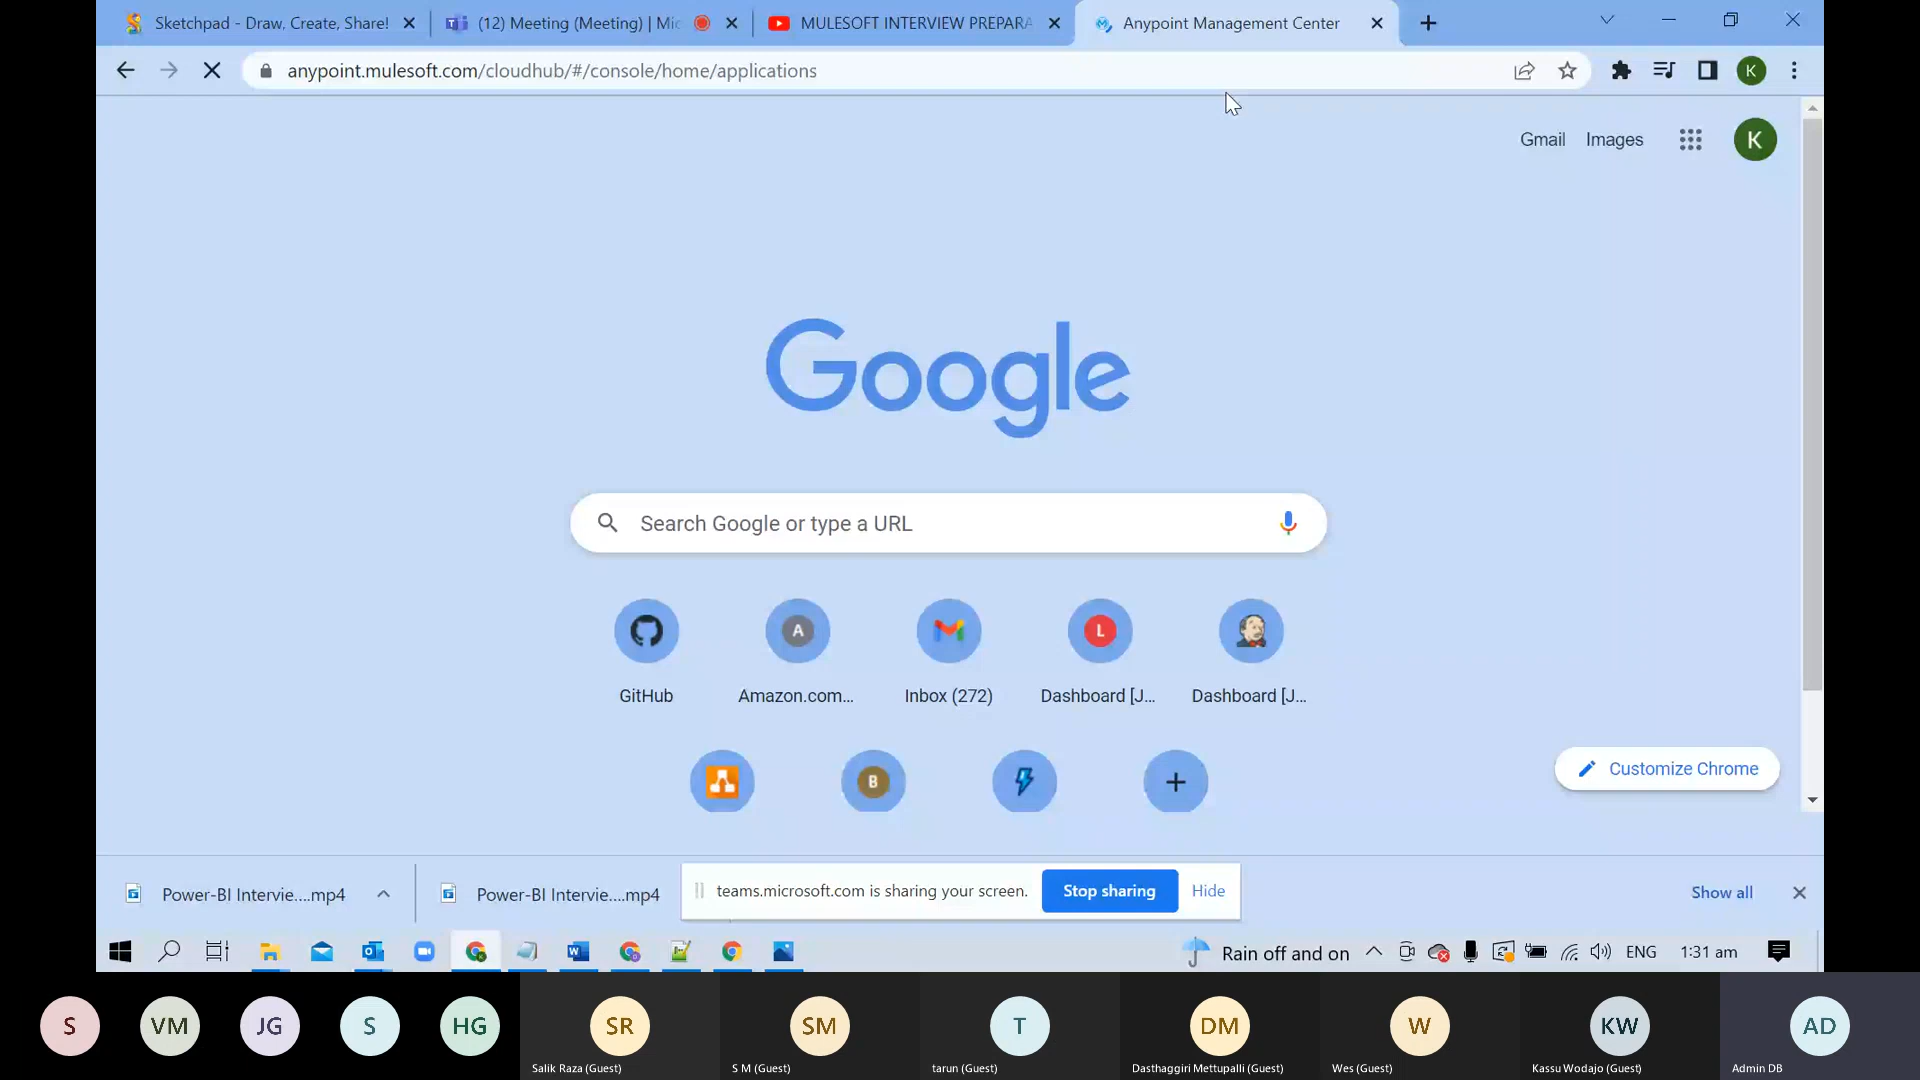 Sketchpad - Draw, Create, Share!
(12) Meeting (Meeting) | Mic
MULESOFT INTERVIEW PREPARA
Anypoint Management Center
anypoint.mulesoft.com/cloudhub/#/console/home/applications
K
Gmail
Images
K
Google
Search Google or type a URL
A
L
GitHub
Amazon.com...
Inbox (272)
Dashboard [J...
Dashboard [J...
B
Customize Chrome
Power-BI Intervie....mp4
Power-BI Intervie....mp4
teams.microsoft.com is sharing your screen.
Stop sharing
Hide
Show all
Rain off and on
ENG
1:31 am
S
VM
JG
S
HG
SR
SM
T
DM
W
KW
AD
Salik Raza (Guest)
S M (Guest)
tarun (Guest)
Dasthaggiri Mettupalli (Guest)
Wes (Guest)
Kassu Wodajo (Guest)
Admin DB